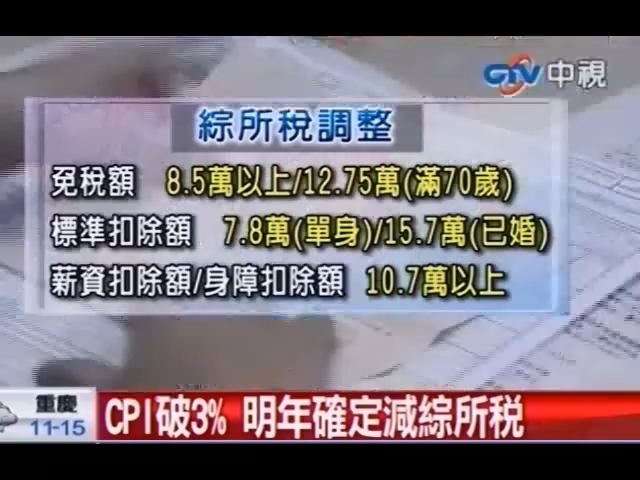 CTV中視
綜所稅調整
免稅額 8.5萬以上/12.75萬(滿70歲)
標準扣除額 7.8萬(單身)/15.7萬(已婚)
薪資扣除額/身障扣除額 10.7萬以上
重慶
11-15
CPI破3% 明年確定減綜所稅